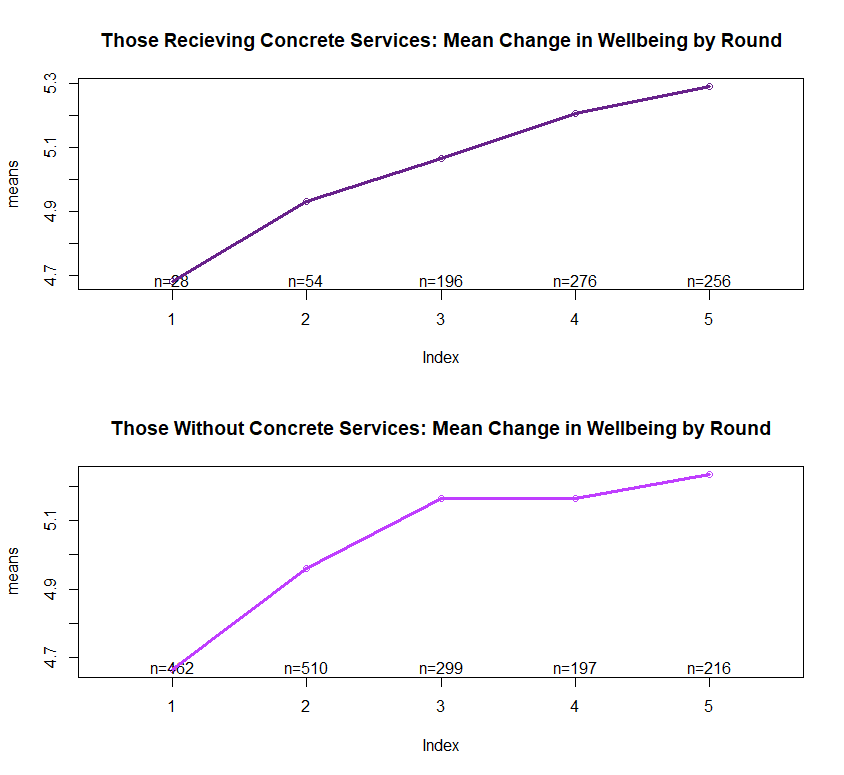 Those Recieving Concrete Services: Mean Change in Wellbeing by Round
means
5.3
5.1
4.9
4.7
n=28 n=54 n=196 n=276 n=256
1 2 3 4 5
Index
Those Without Concrete Services: Mean Change in Wellbeing by Round
means
5.1
4.9
4.7
n=462 n=510 n=299 n=197 n=216
1 2 3 4 5
Index